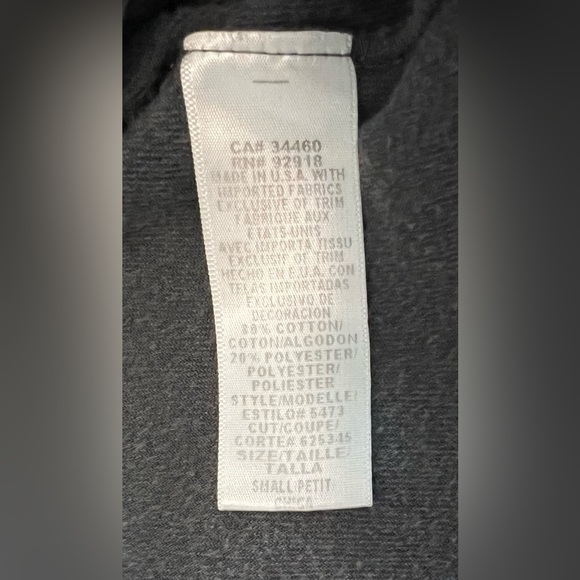 CA# 34460
RN# 92918
MADE IN U.S.A. WITH
IMPORTED FABRICS
EXCLUSIVE OF TRIM
FABRIQUE AUX
ETATS-UNIS
AVEC IMPORTA TISSU
EXCLUSIF OF TRIM
HECHO EN E.U.A. CON
TELAS IMPORTADAS
EXCLUSIVO DE
DECORACION
80% COTTON/
COTON/ALGODON
20% POLYESTER/
POLYESTER/
POLIESTER
STYLE/MODELLE/
ESTILO# 5473
CUT/COUPE/
CORTE# 625345
SIZE/TAILLE/
TALLA
SMALL/PETIT/
CHICA